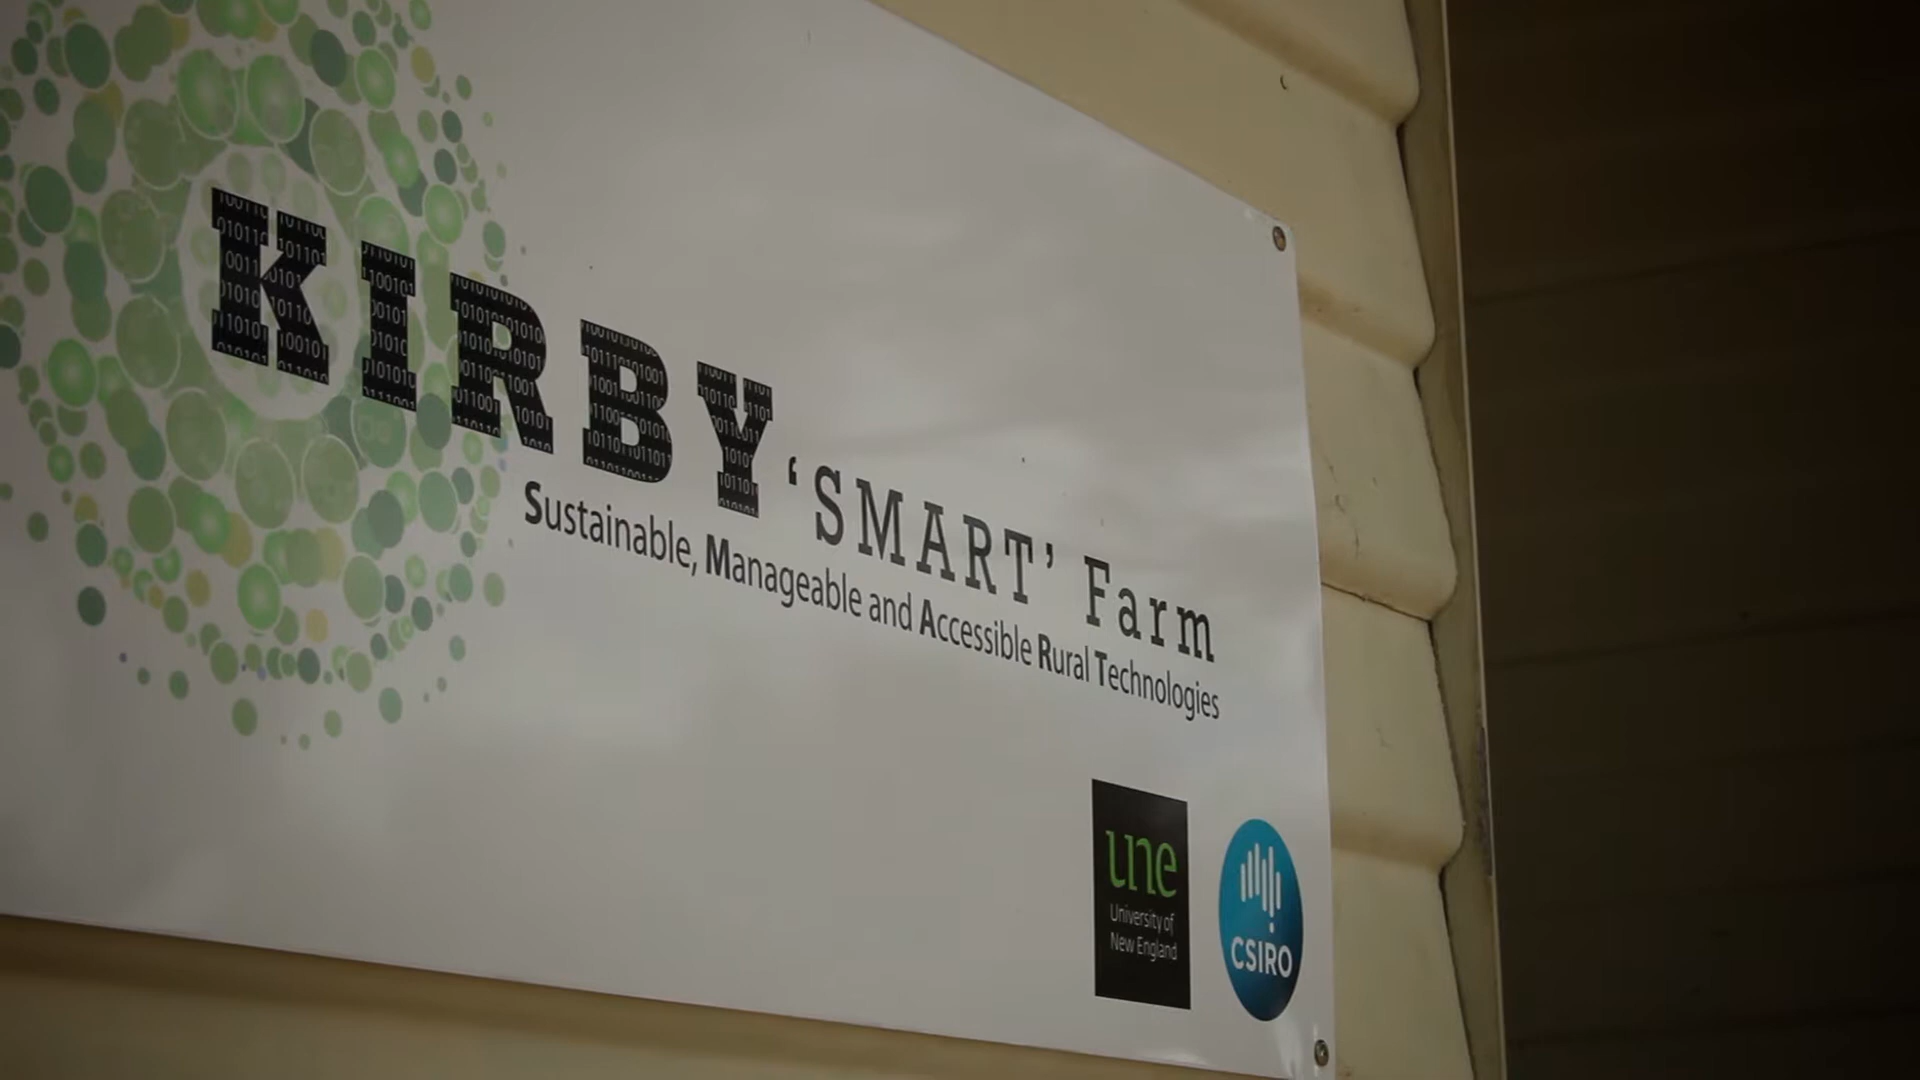 KIRBY 'SMART' Farm
Sustainable, Manageable and Accessible Rural Technologies
une
University of
New England
CSIRO